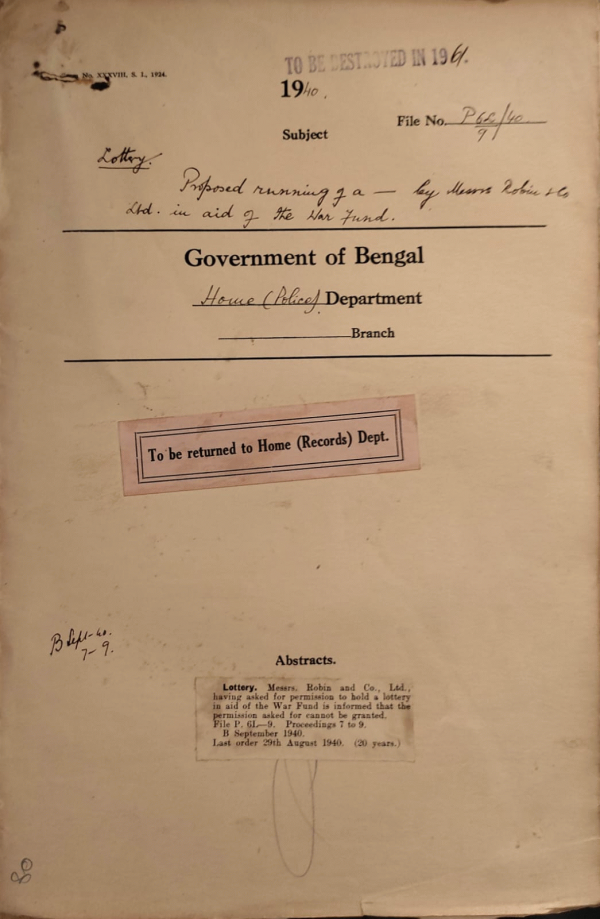 TO BE DESTROYED IN 1961.
No. XXXVIII, S. I., 1924.
1940.
File No. P6L/40
9
Subject
Lottery.
Proposed running of a — by Messrs Robin & Co
Ltd. in aid of the War Fund.
Government of Bengal
Home (Police) Department
Branch
To be returned to Home (Records) Dept.
B Sept-40.
7-9.
Abstracts.
Lottery. Messrs. Robin and Co., Ltd.,
having asked for permission to hold a lottery
in aid of the War Fund is informed that the
permission asked for cannot be granted.
File P. 6L—9. Proceedings 7 to 9.
B September 1940.
Last order 29th August 1940. (20 years.)